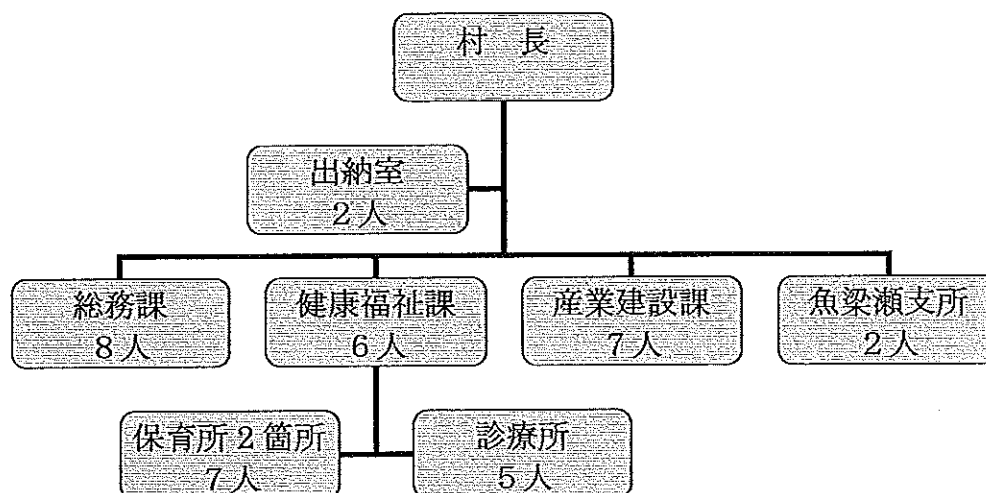 村　長
出納室
2人
総務課
8人
健康福祉課
6人
産業建設課
7人
魚梁瀬支所
2人
保育所2箇所
7人
診療所
5人